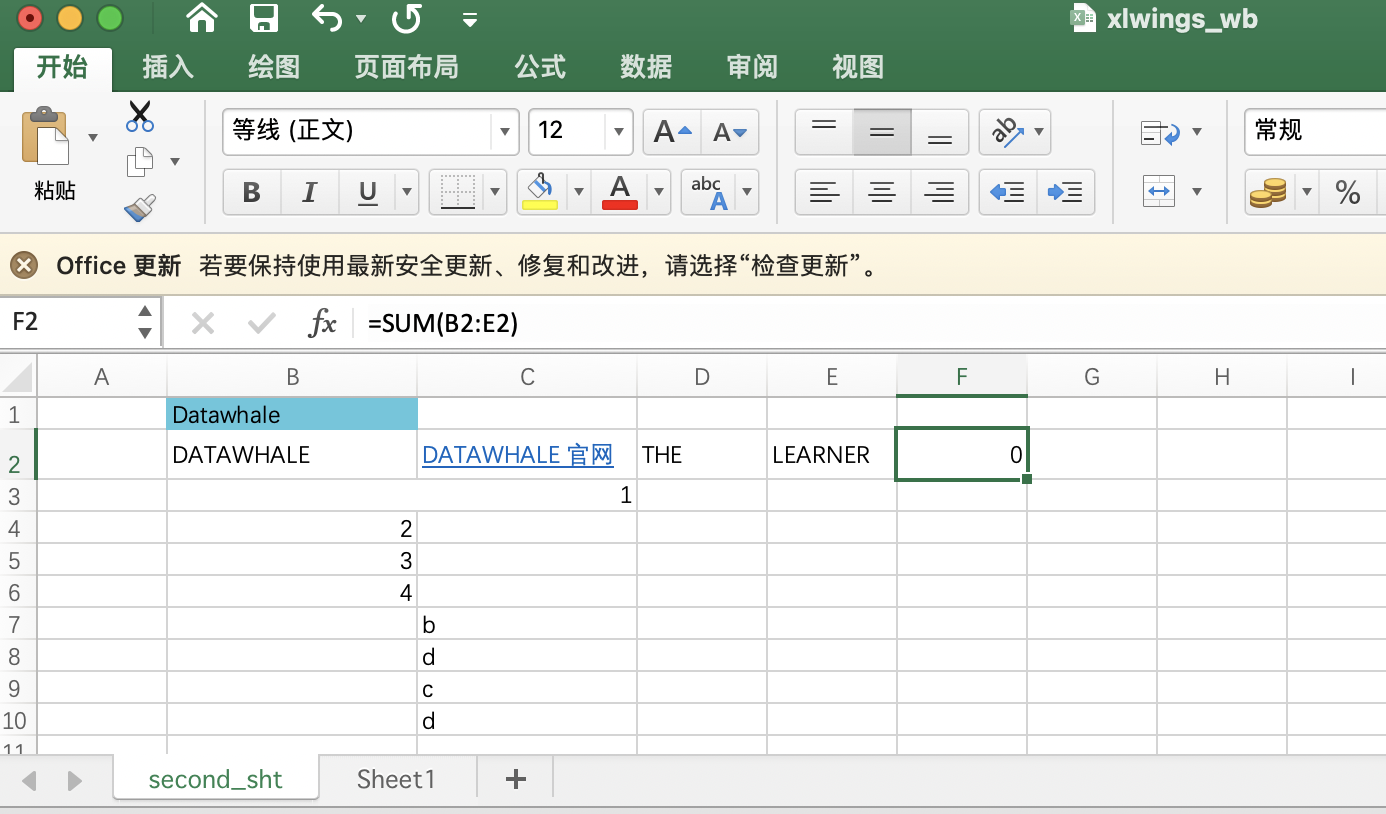 xlwings_wb
开始 插入 绘图 页面布局 公式 数据 审阅 视图
等线 (正文) 12 A A ab 常规
粘贴 B I U A abc A %
Office 更新 若要保持使用最新安全更新、修复和改进，请选择“检查更新”。
F2 fx =SUM(B2:E2)
A B C D E F G H I
1 Datawhale
2 DATAWHALE DATAWHALE 官网 THE LEARNER 0
3 1
4 2
5 3
6 4
7 b
8 d
9 c
10 d
11
second_sht Sheet1 +